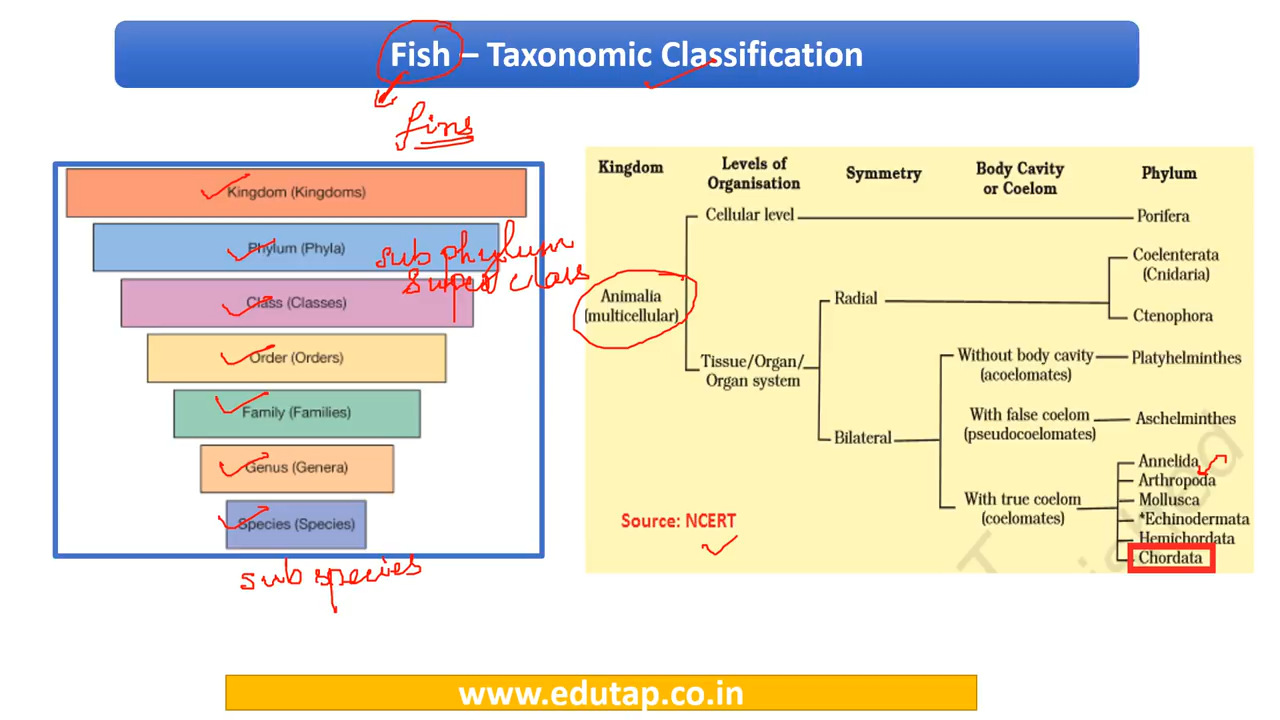 Fish – Taxonomic Classification
fins
Kingdom (Kingdoms)
Phylum (Phyla)
sub phylum
super class
Class (Classes)
Order (Orders)
Family (Families)
Genus (Genera)
Species (Species)
sub species
Kingdom
Levels of
Organisation
Symmetry
Body Cavity
or Coelom
Phylum
Cellular level
Porifera
Animalia
(multicellular)
Radial
Coelenterata
(Cnidaria)
Ctenophora
Tissue/Organ/
Organ system
Without body cavity
(acoelomates)
Platyhelminthes
Bilateral
With false coelom
(pseudocoelomates)
Aschelminthes
With true coelom
(coelomates)
Annelida
Arthropoda
Mollusca
*Echinodermata
Hemichordata
Chordata
Source: NCERT
www.edutap.co.in